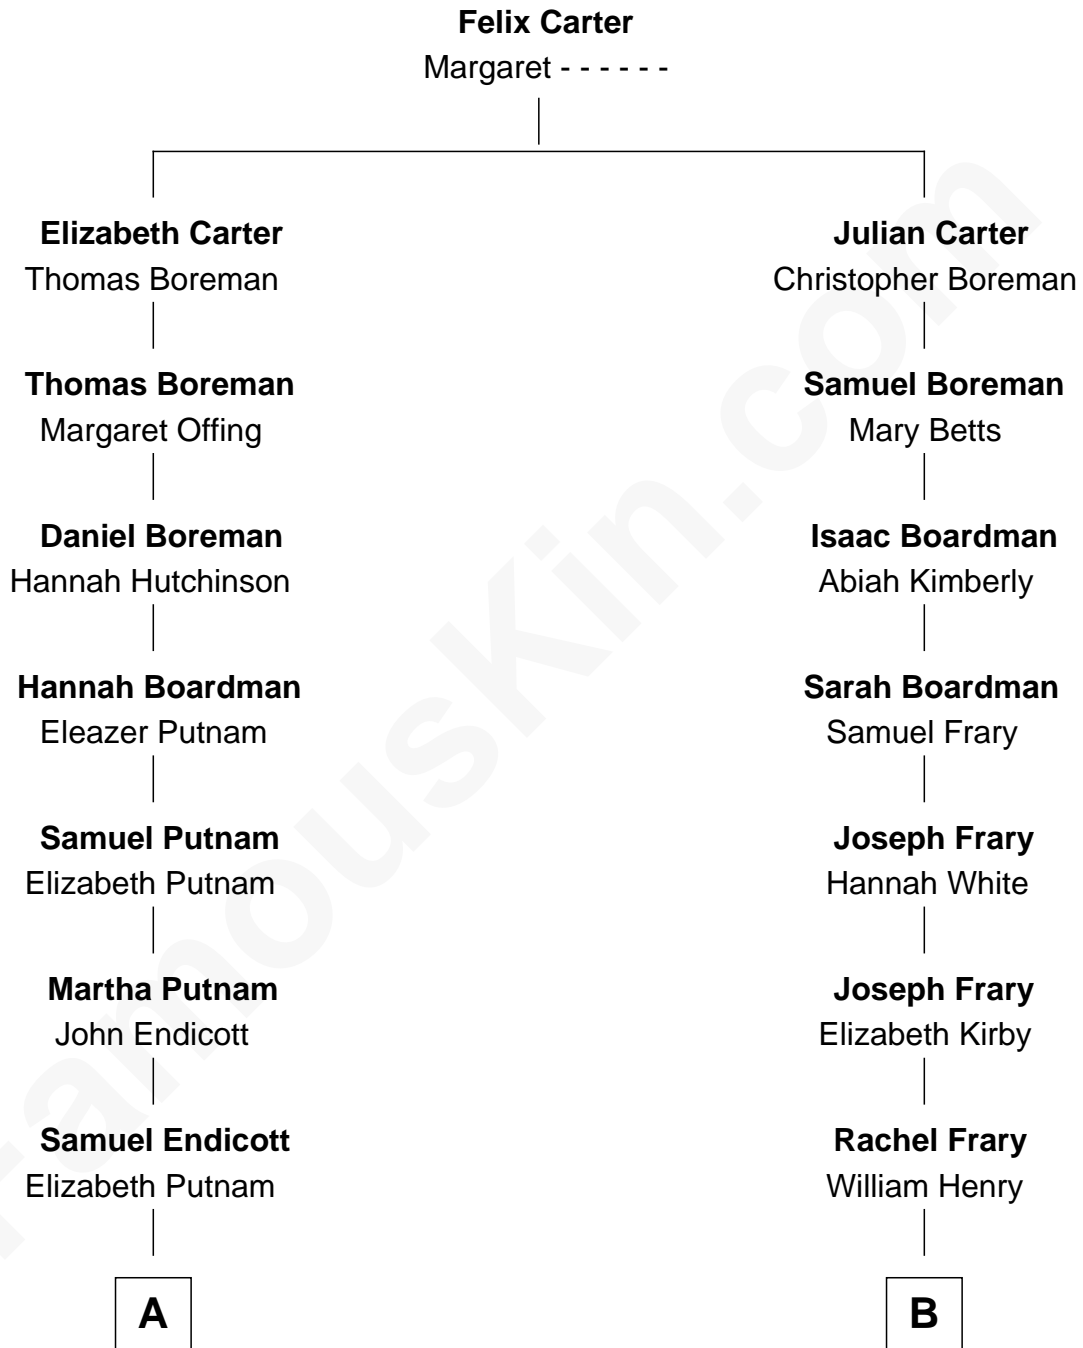 Felix Carter
Margaret - - - - - -
Elizabeth Carter
Thomas Boreman
Julian Carter
Christopher Boreman
Thomas Boreman
Margaret Offing
Samuel Boreman
Mary Betts
Daniel Boreman
Hannah Hutchinson
Isaac Boardman
Abiah Kimberly
Hannah Boardman
Eleazer Putnam
Sarah Boardman
Samuel Frary
Samuel Putnam
Elizabeth Putnam
Joseph Frary
Hannah White
Martha Putnam
John Endicott
Joseph Frary
Elizabeth Kirby
Samuel Endicott
Elizabeth Putnam
Rachel Frary
William Henry
A
B
FamousKin.com